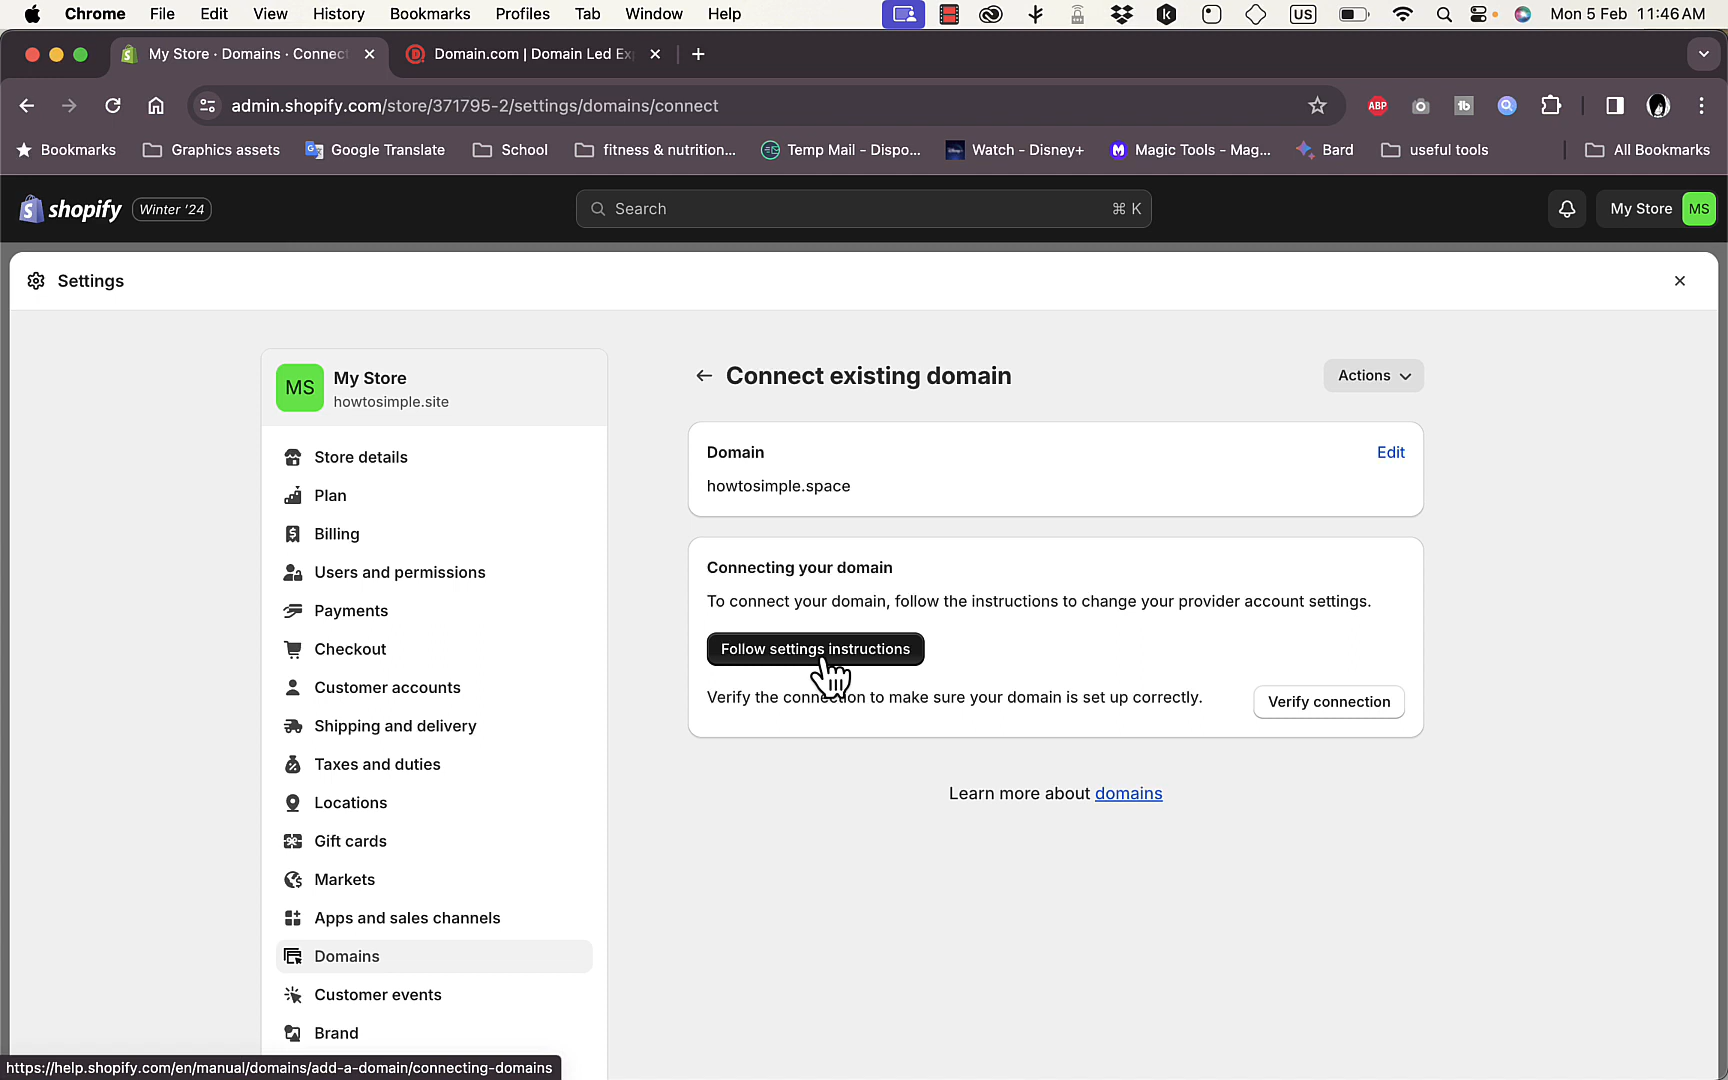 Chrome File Edit View History Bookmarks Profiles Tab Window Help US Mon 5 Feb 11:46 AM
My Store · Domains · Connect Domain.com | Domain Led Ex
admin.shopify.com/store/371795-2/settings/domains/connect ABP tb
Bookmarks Graphics assets Google Translate School fitness & nutrition... Temp Mail - Dispo... Watch - Disney+ Magic Tools - Mag... Bard useful tools All Bookmarks
shopify Winter '24 Search ⌘ K My Store MS
Settings
MS My Store
howtosimple.site
Store details
Plan
Billing
Users and permissions
Payments
Checkout
Customer accounts
Shipping and delivery
Taxes and duties
Locations
Gift cards
Markets
Apps and sales channels
Domains
Customer events
Brand
Connect existing domain Actions
Domain Edit
howtosimple.space
Connecting your domain
To connect your domain, follow the instructions to change your provider account settings.
Follow settings instructions
Verify the connection to make sure your domain is set up correctly. Verify connection
Learn more about domains
https://help.shopify.com/en/manual/domains/add-a-domain/connecting-domains